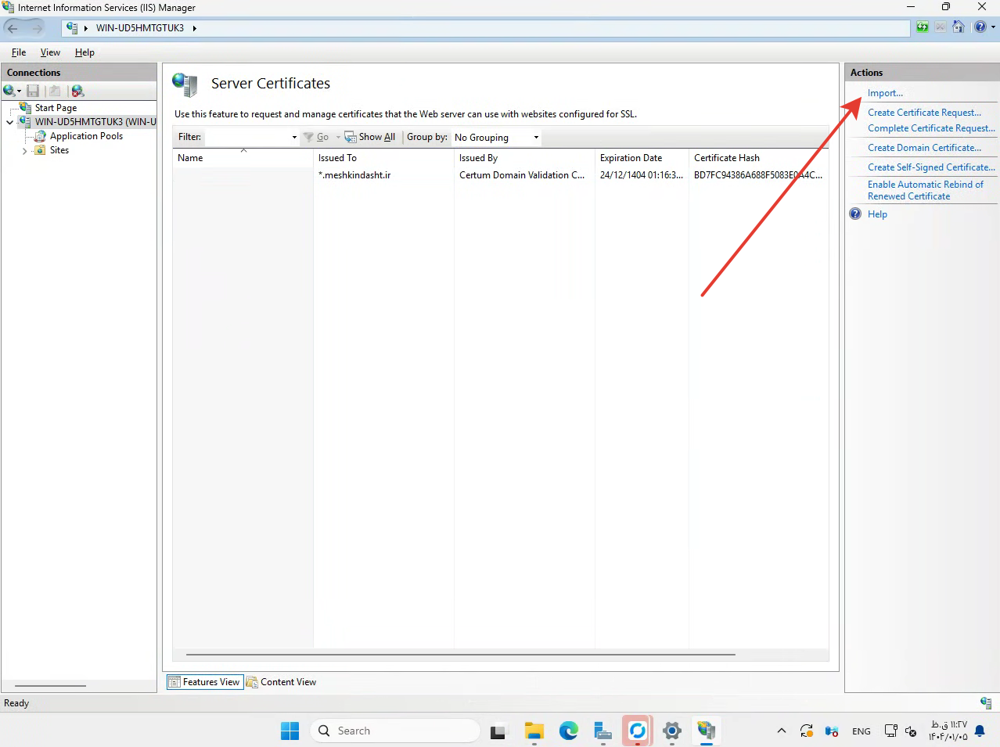 Internet Information Services (IIS) Manager
WIN-UD5HMTGTUK3
File View Help
Connections
Start Page
WIN-UD5HMTGTUK3 (WIN-U
Application Pools
Sites
Server Certificates
Use this feature to request and manage certificates that the Web server can use with websites configured for SSL.
Filter: Go Show All Group by: No Grouping
Name Issued To Issued By Expiration Date Certificate Hash
*.meshkindasht.ir Certum Domain Validation C... 24/12/1404 01:16:3... BD7FC94386A688F5083E0A4C...
Features View Content View
Actions
Import...
Create Certificate Request...
Complete Certificate Request...
Create Domain Certificate...
Create Self-Signed Certificate...
Enable Automatic Rebind of
Renewed Certificate
Help
Ready
Search
ENG
۱۱:۲۷ ق.ظ
۱۴۰۴/۰۱/۰۵